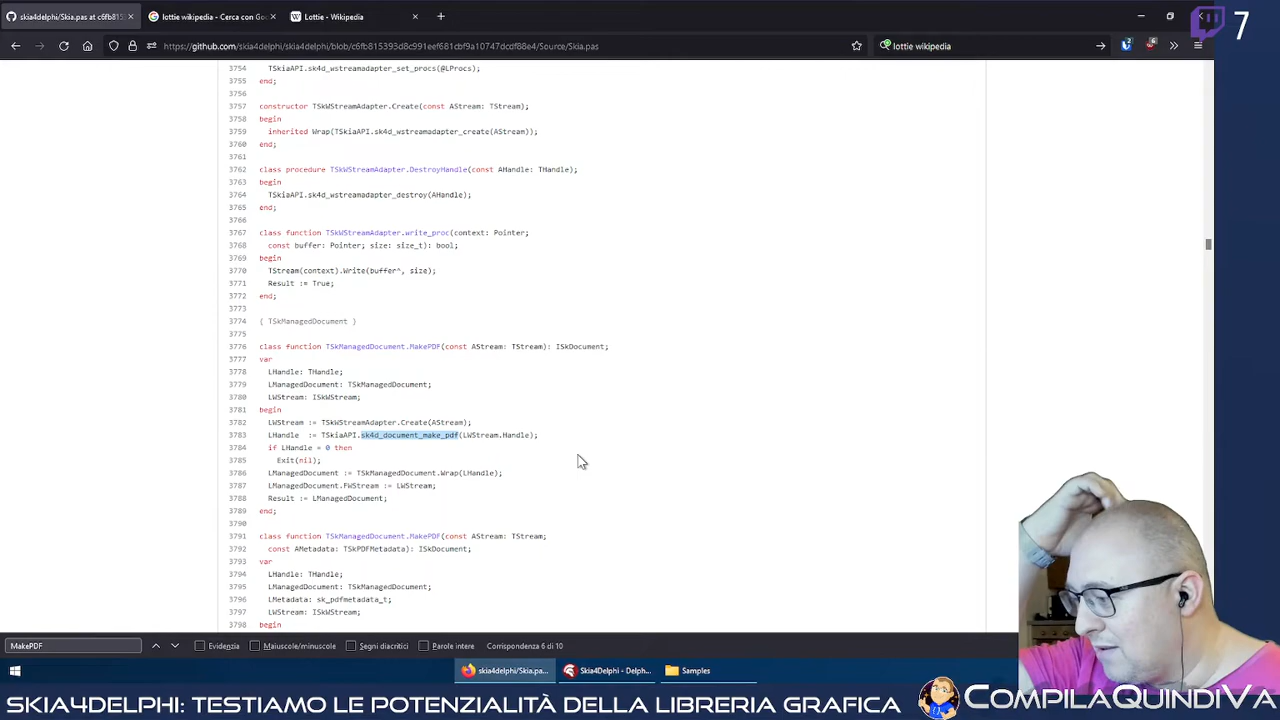 skia4delphi/skia4delphi/Skia.pas
lottie wikipedia - Cerca con Go
Lottie - Wikipedia
7
https://github.com/skia4delphi/skia4delphi/blob/c6fb815393d8c991eef681cbf9a10747dcdf88e4/Source/Skia.pas
lottie wikipedia
3754 TSkiaAPI.sk4d_wstreamadapter_set_procs(@LProcs);
3755 end;
3756
3757 constructor TSkWStreamAdapter.Create(const AStream: TStream);
3758 begin
3759 inherited Wrap(TSkiaAPI.sk4d_wstreamadapter_create(AStream));
3760 end;
3761
3762 class procedure TSkWStreamAdapter.DestroyHandle(const AHandle: THandle);
3763 begin
3764 TSkiaAPI.sk4d_wstreamadapter_destroy(AHandle);
3765 end;
3766
3767 class function TSkWStreamAdapter.write_proc(context: Pointer;
3768 const buffer: Pointer; size: size_t): bool;
3769 begin
3770 TStream(context).Write(buffer^, size);
3771 Result := True;
3772 end;
3773
3774 { TSkManagedDocument }
3775
3776 class function TSkManagedDocument.MakePDF(const AStream: TStream): ISkDocument;
3777 var
3778 LHandle: THandle;
3779 LManagedDocument: TSkManagedDocument;
3780 LWStream: ISkWStream;
3781 begin
3782 LWStream := TSkWStreamAdapter.Create(AStream);
3783 LHandle := TSkiaAPI.sk4d_document_make_pdf(LWStream.Handle);
3784 if LHandle = 0 then
3785 Exit(nil);
3786 LManagedDocument := TSkManagedDocument.Wrap(LHandle);
3787 LManagedDocument.FWStream := LWStream;
3788 Result := LManagedDocument;
3789 end;
3790
3791 class function TSkManagedDocument.MakePDF(const AStream: TStream;
3792 const AMetadata: TSkPDFMetadata): ISkDocument;
3793 var
3794 LHandle: THandle;
3795 LManagedDocument: TSkManagedDocument;
3796 LMetadata: sk_pdfmetadata_t;
3797 LWStream: ISkWStream;
3798 begin
MakePDF
Evidenzia
Maiuscole/minuscole
Segni diacritici
Parole intere
Corrispondenza 6 di 10
skia4delphi/Skia.pa...
Skia4Delphi - Delph...
Samples
SKIA4DELPHI: TESTIAMO LE POTENZIALITÀ DELLA LIBRERIA GRAFICA
COMPILAQUINDIVA